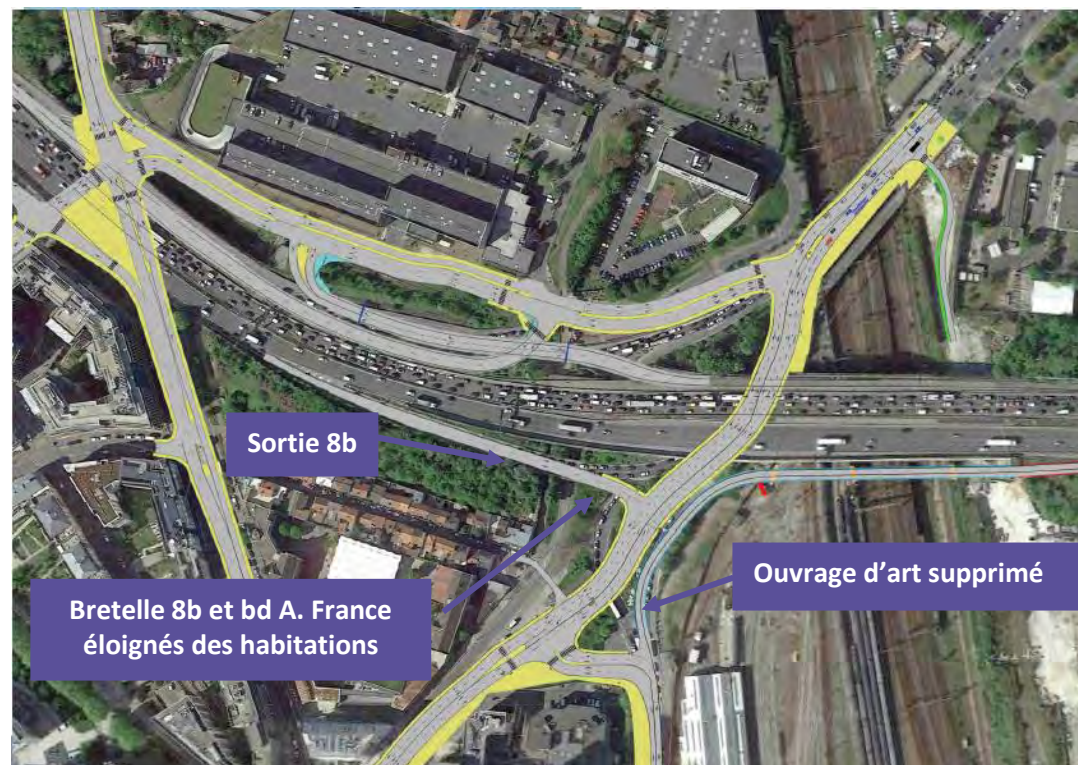 Sortie 8b
Ouvrage d’art supprimé
Bretelle 8b et bd A. France
éloignés des habitations